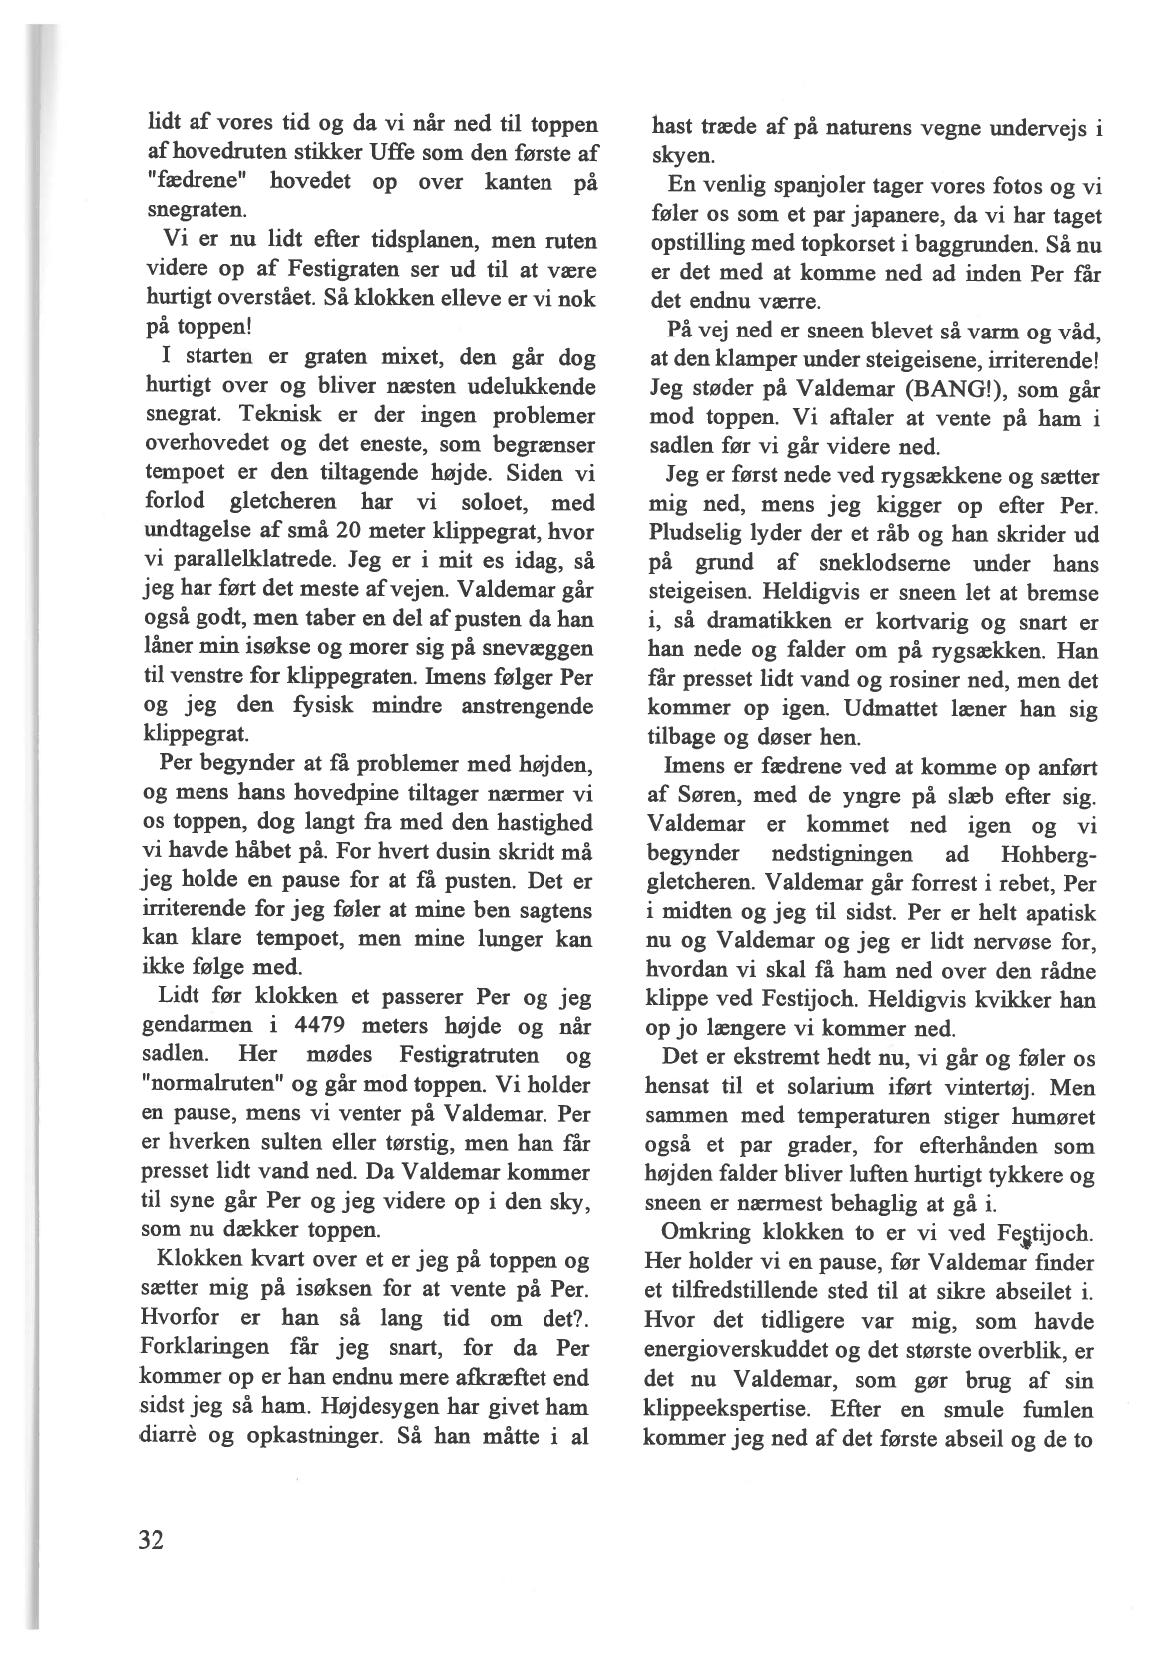 lidt af vores tid og da vi når ned til toppen
af hovedruten stikker Uffe som den første af
"fædrene" hovedet op over kanten på
snegraten.
Vi er nu lidt efter tidsplanen, men ruten
videre op af Festigraten ser ud til at være
hurtigt overstået. Så klokken elleve er vi nok
på toppen!
I starten er graten mixet, den går dog
hurtigt over og bliver næsten udelukkende
snegrat. Teknisk er der ingen problemer
overhovedet og det eneste, som begrænser
tempoet er den tiltagende højde. Siden vi
forlod gletcheren har vi soloet, med
undtagelse af små 20 meter klippegrat, hvor
vi parallelklatrede. Jeg er i mit es idag, så
jeg har ført det meste af vejen. Valdemar går
også godt, men taber en del af pusten da han
låner min isøkse og morer sig på snevæggen
til venstre for klippegraten. Imens følger Per
og jeg den fysisk mindre anstrengende
klippegrat.
Per begynder at få problemer med højden,
og mens hans hovedpine tiltager nærmer vi
os toppen, dog langt fra med den hastighed
vi havde håbet på. For hvert dusin skridt må
jeg holde en pause for at få pusten. Det er
irriterende for jeg føler at mine ben sagtens
kan klare tempoet, men mine lunger kan
ikke følge med.
Lidt før klokken et passerer Per og jeg
gendarmen i 4479 meters højde og når
sadlen. Her mødes Festigratruten og
"normalruten" og går mod toppen. Vi holder
en pause, mens vi venter på Valdemar. Per
er hverken sulten eller tørstig, men han får
presset lidt vand ned. Da Valdemar kommer
til syne går Per og jeg videre op i den sky,
som nu dækker toppen.
Klokken kvart over et er jeg på toppen og
sætter mig på isøksen for at vente på Per.
Hvorfor er han så lang tid om det?.
Forklaringen får jeg snart, for da Per
kommer op er han endnu mere afkræftet end
sidst jeg så ham. Højdesygen har givet ham
diarrè og opkastninger. Så han måtte i al
hast træde af på naturens vegne undervejs i
skyen.
En venlig spanjoler tager vores fotos og vi
føler os som et par japanere, da vi har taget
opstilling med topkorset i baggrunden. Så nu
er det med at komme ned ad inden Per får
det endnu værre.
På vej ned er sneen blevet så varm og våd,
at den klamper under steigeisene, irriterende!
Jeg støder på Valdemar (BANG!), som går
mod toppen. Vi aftaler at vente på ham i
sadlen før vi går videre ned.
Jeg er først nede ved rygsækkene og sætter
mig ned, mens jeg kigger op efter Per.
Pludselig lyder der et råb og han skrider ud
på grund af sneklodserne under hans
steigeisen. Heldigvis er sneen let at bremse
i, så dramatikken er kortvarig og snart er
han nede og falder om på rygsækken. Han
får presset lidt vand og rosiner ned, men det
kommer op igen. Udmattet læner han sig
tilbage og døser hen.
Imens er fædrene ved at komme op anført
af Søren, med de yngre på slæb efter sig.
Valdemar er kommet ned igen og vi
begynder nedstigningen ad Hohberg-
gletcheren. Valdemar går forrest i rebet, Per
i midten og jeg til sidst. Per er helt apatisk
nu og Valdemar og jeg er lidt nervøse for,
hvordan vi skal få ham ned over den rådne
klippe ved Festijoch. Heldigvis kvikker han
op jo længere vi kommer ned.
Det er ekstremt hedt nu, vi går og føler os
hensat til et solarium iført vintertøj. Men
sammen med temperaturen stiger humøret
også et par grader, for efterhånden som
højden falder bliver luften hurtigt tykkere og
sneen er nærmest behaglig at gå i.
Omkring klokken to er vi ved Festijoch.
Her holder vi en pause, før Valdemar finder
et tilfredstillende sted til at sikre abseilet i.
Hvor det tidligere var mig, som havde
energioverskuddet og det største overblik, er
det nu Valdemar, som gør brug af sin
klippeekspertise. Efter en smule fumlen
kommer jeg ned af det første abseil og de to
32